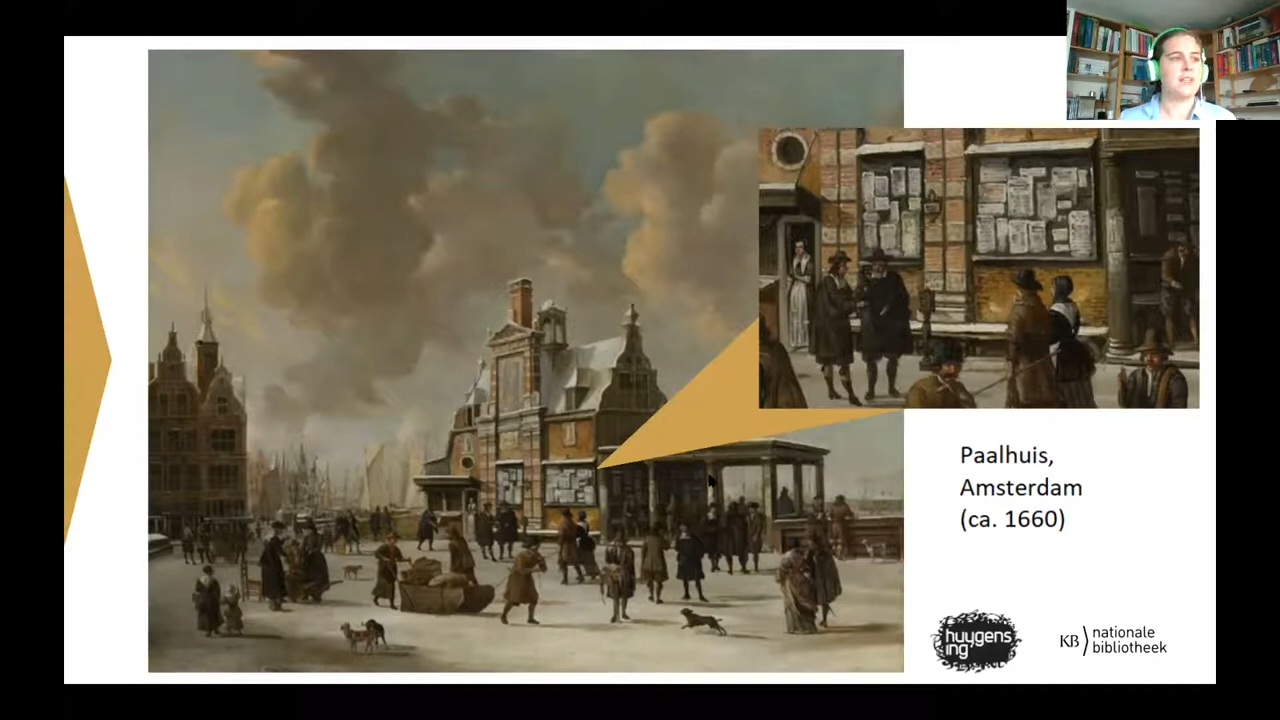 Paalhuis,
Amsterdam
(ca. 1660)
huygens
ing
KB nationale
bibliotheek